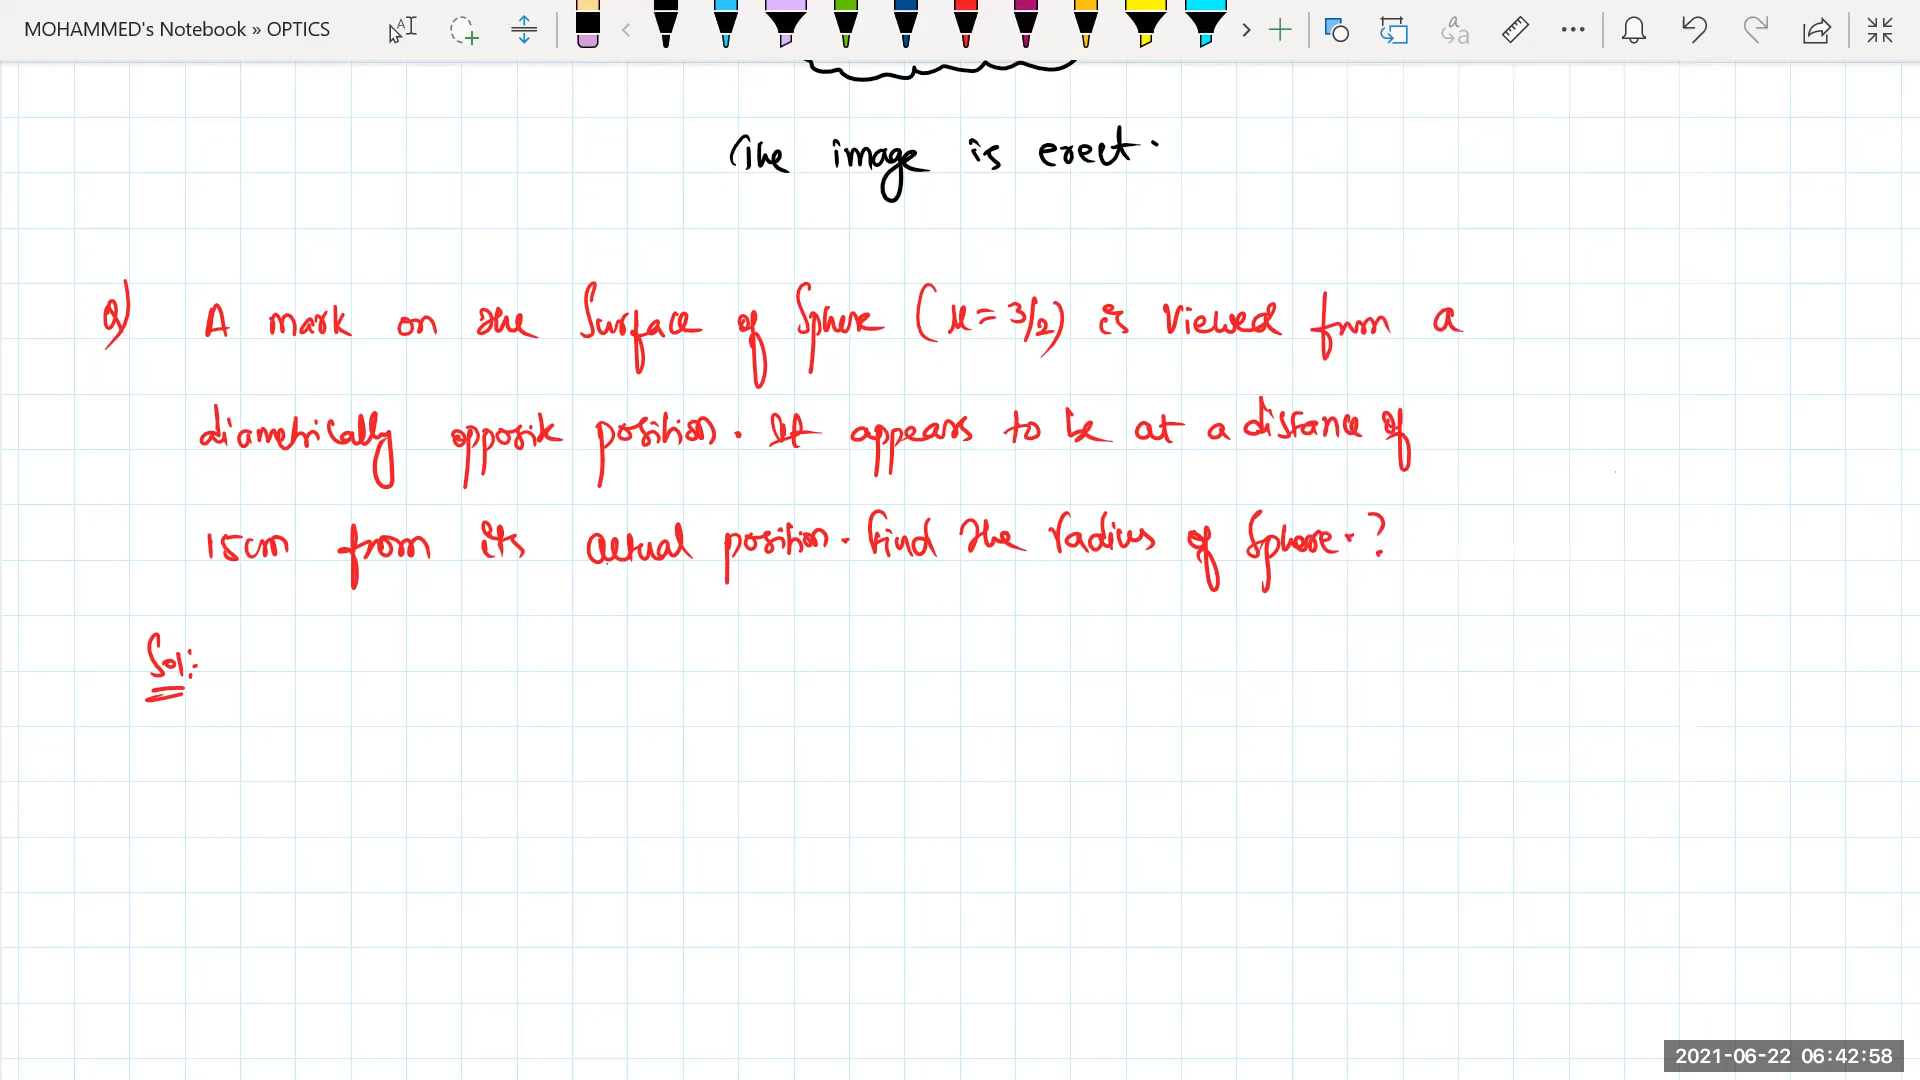 MOHAMMED's Notebook » OPTICS
The image is erect.
Q) A mark on the Surface of Sphere (μ = 3/2) is viewed from a
diametrically opposite position. It appears to be at a distance of
15cm from its actual position. Find the radius of Sphere.?
Sol:
2021-06-22 06:42:58